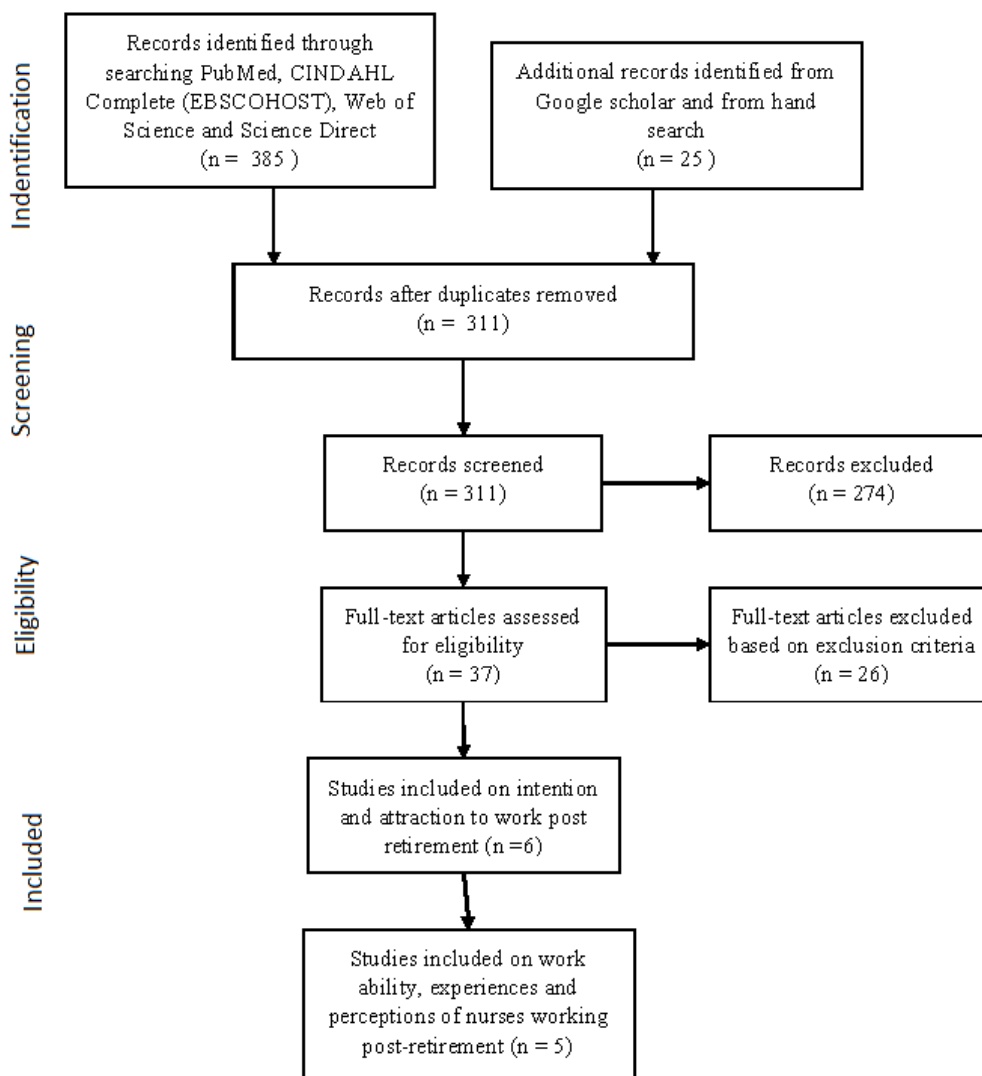 Indentification
Records identified through
searching PubMed, CINDAHL
Complete (EBSCOHOST), Web of
Science and Science Direct
(n = 385 )
Additional records identified from
Google scholar and from hand
search
(n = 25 )
Screening
Records after duplicates removed
(n = 311)
Records screened
(n = 311)
Records excluded
(n = 274)
Eligibility
Full-text articles assessed
for eligibility
(n = 37)
Full-text articles excluded
based on exclusion criteria
(n = 26)
Included
Studies included on intention
and attraction to work post
retirement (n =6)
Studies included on work
ability, experiences and
perceptions of nurses working
post-retirement (n = 5)